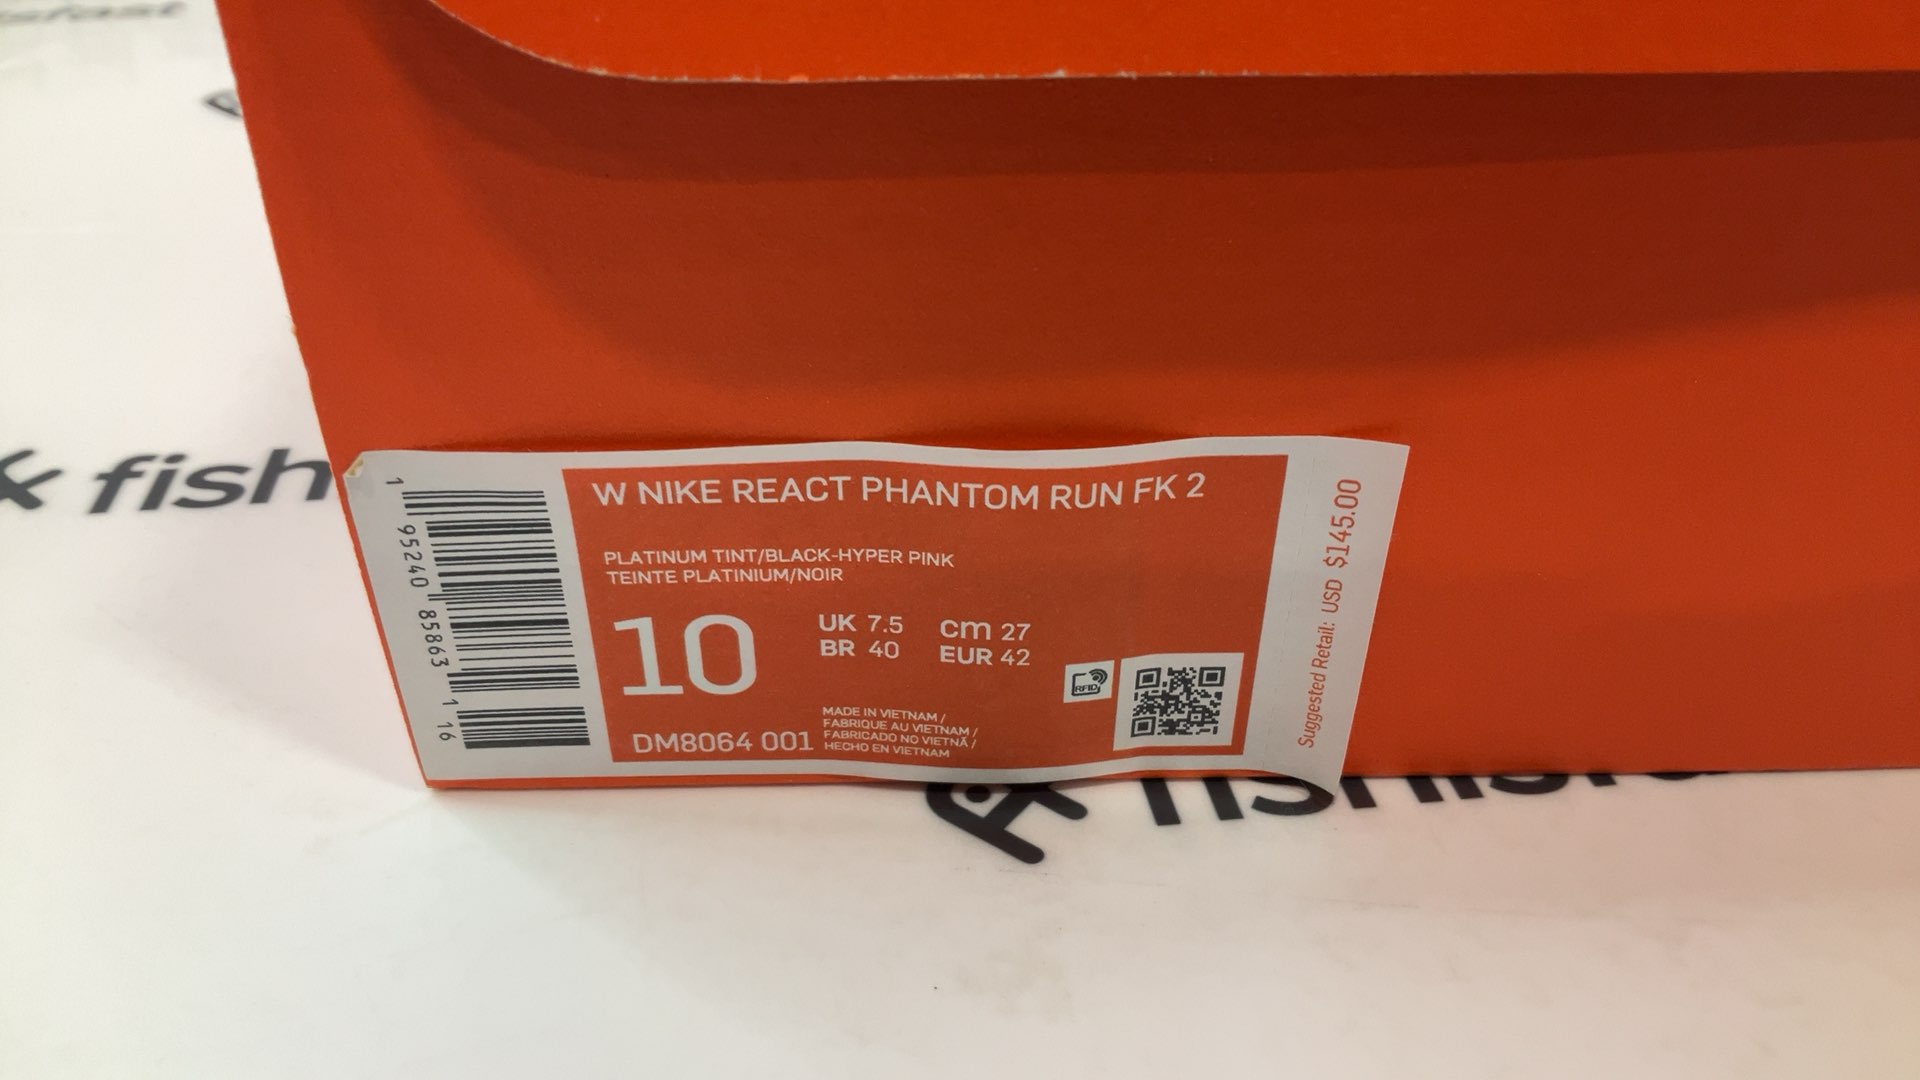 fish
W NIKE REACT PHANTOM RUN FK 2
PLATINUM TINT/BLACK-HYPER PINK
TEINTE PLATINIUM/NOIR
10
UK 7.5
BR 40
cm 27
EUR 42
RFID
MADE IN VIETNAM /
FABRIQUE AU VIETNAM /
FABRICADO NO VIETNÃ /
HECHO EN VIETNAM
DM8064 001
1 95240 85863 1 16
Suggested Retail: USD $145.00